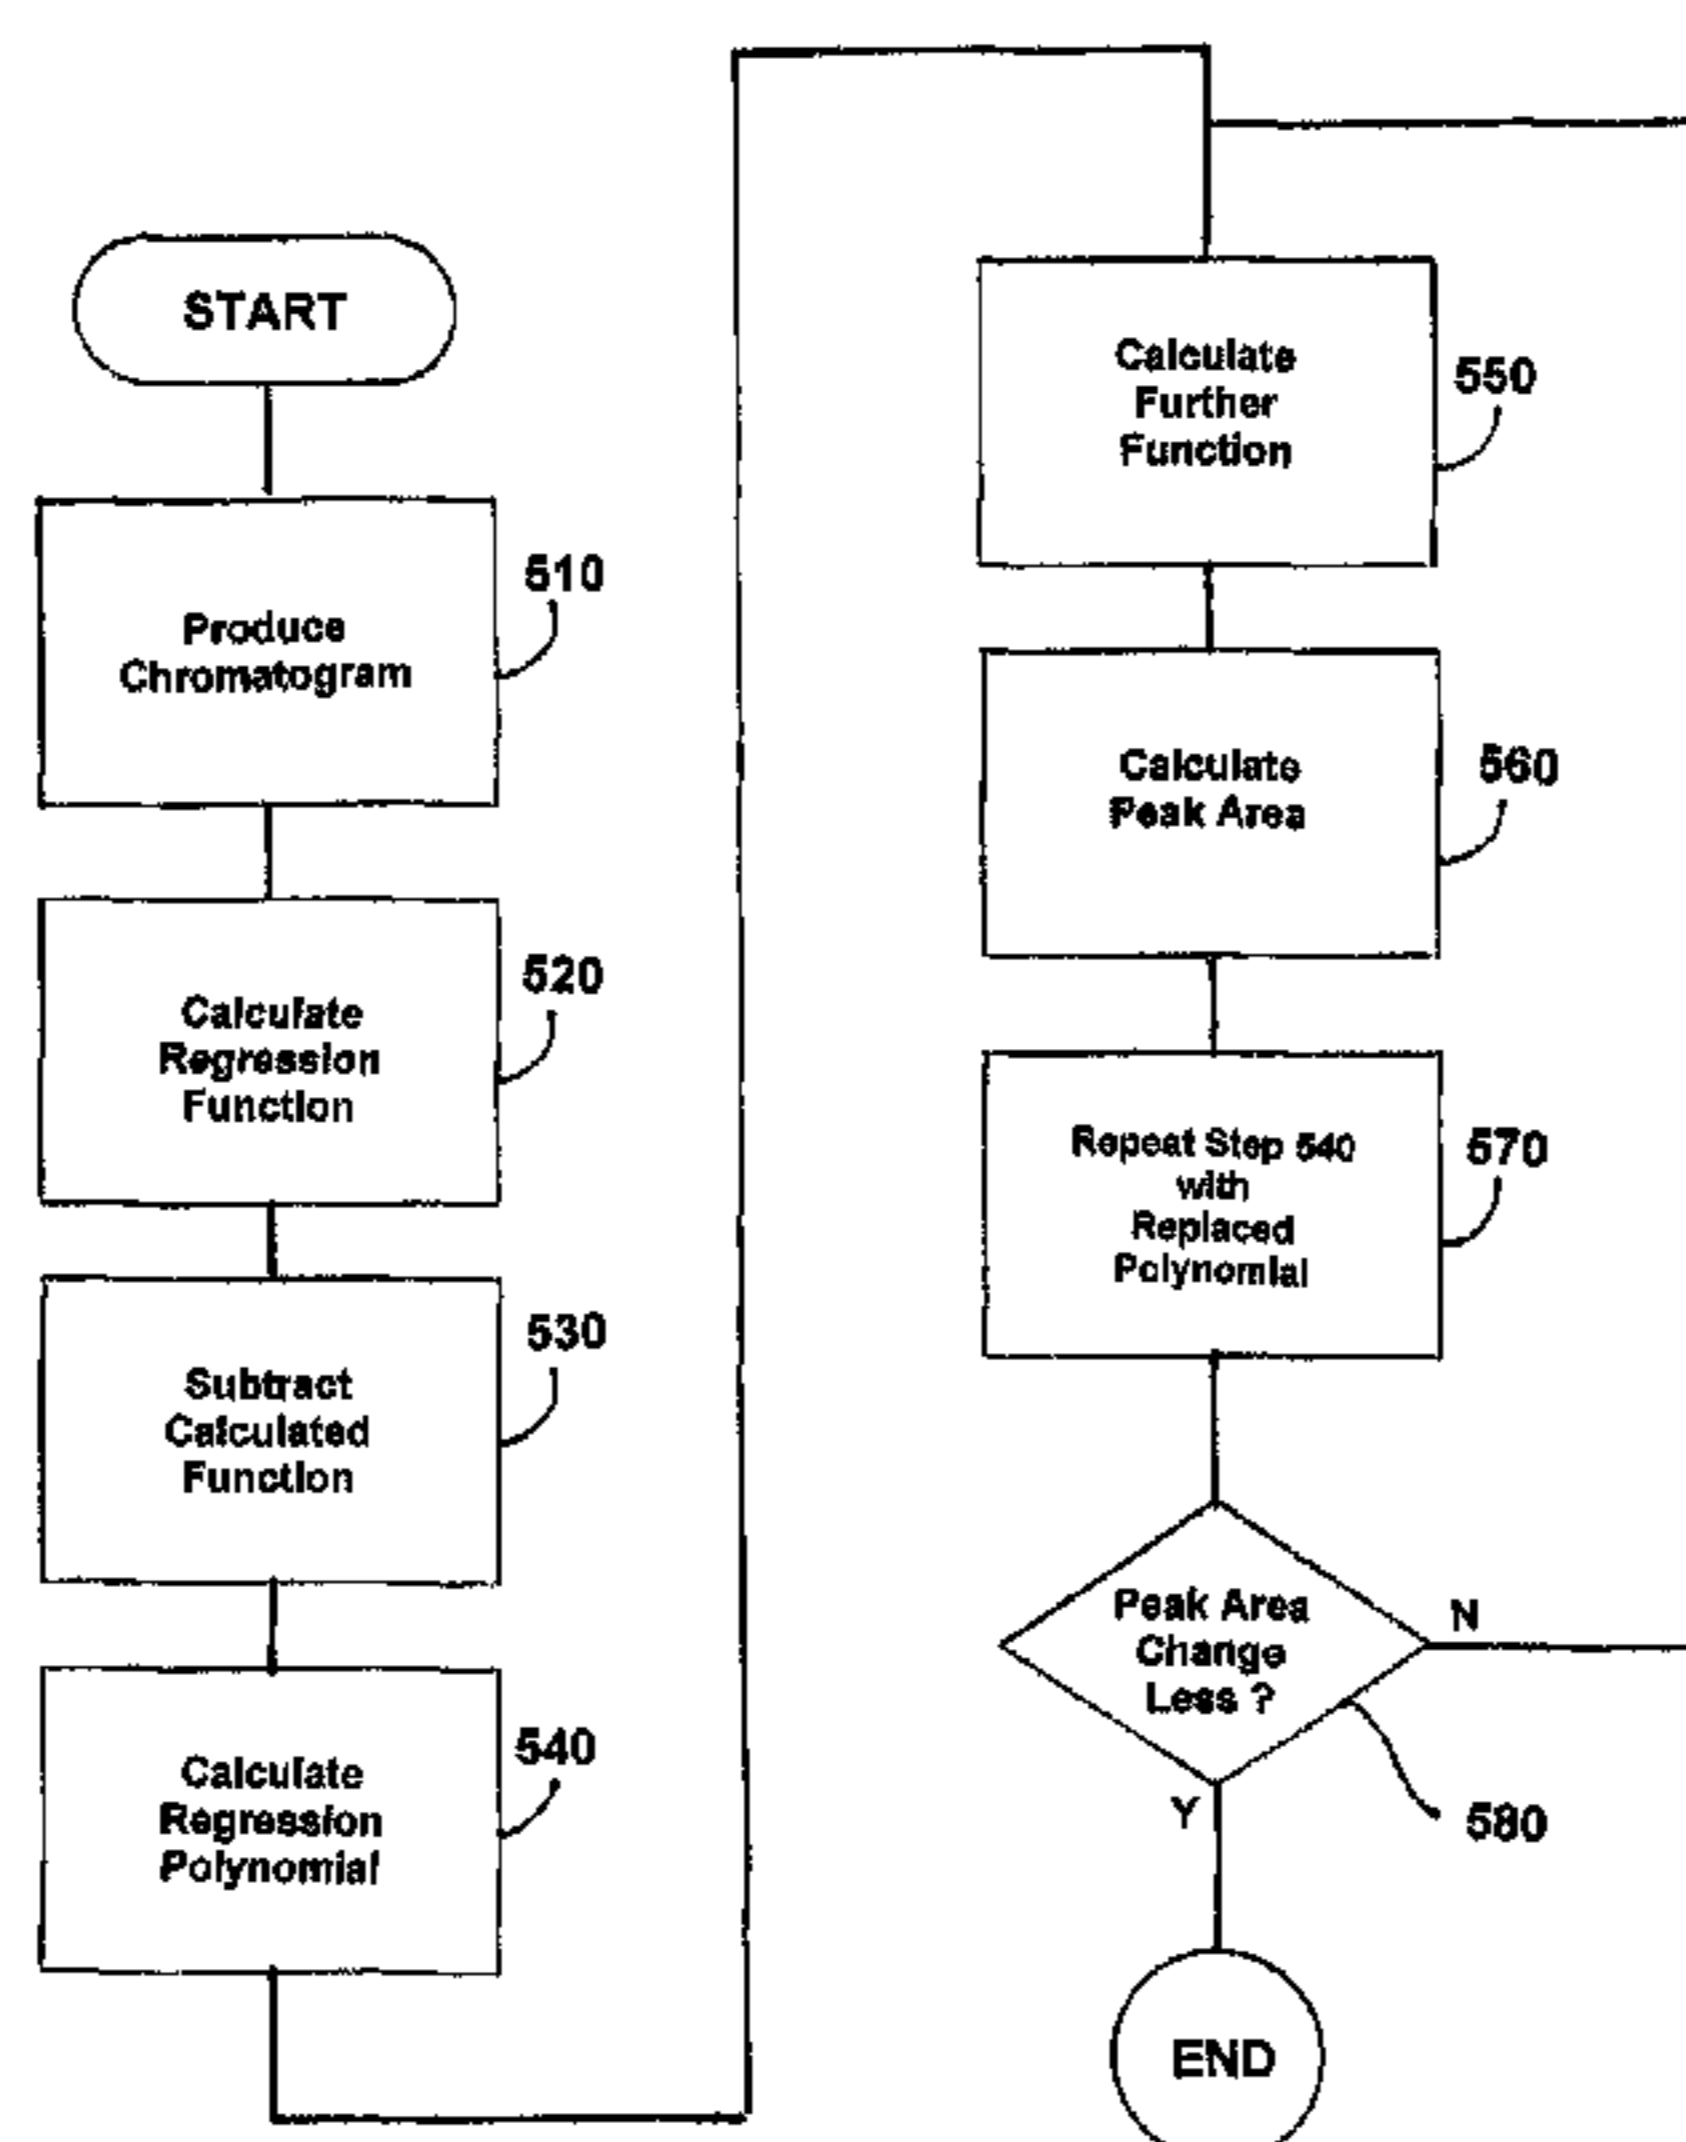 START
Produce
Chromatogram
510
Calculate
Regression
Function
520
Subtract
Calculated
Function
530
Calculate
Regression
Polynomial
540
Calculate
Further
Function
550
Calculate
Peak Area
560
Repeat Step 540
with
Replaced
Polynomial
570
Peak Area
Change
Less ?
N
Y
580
END